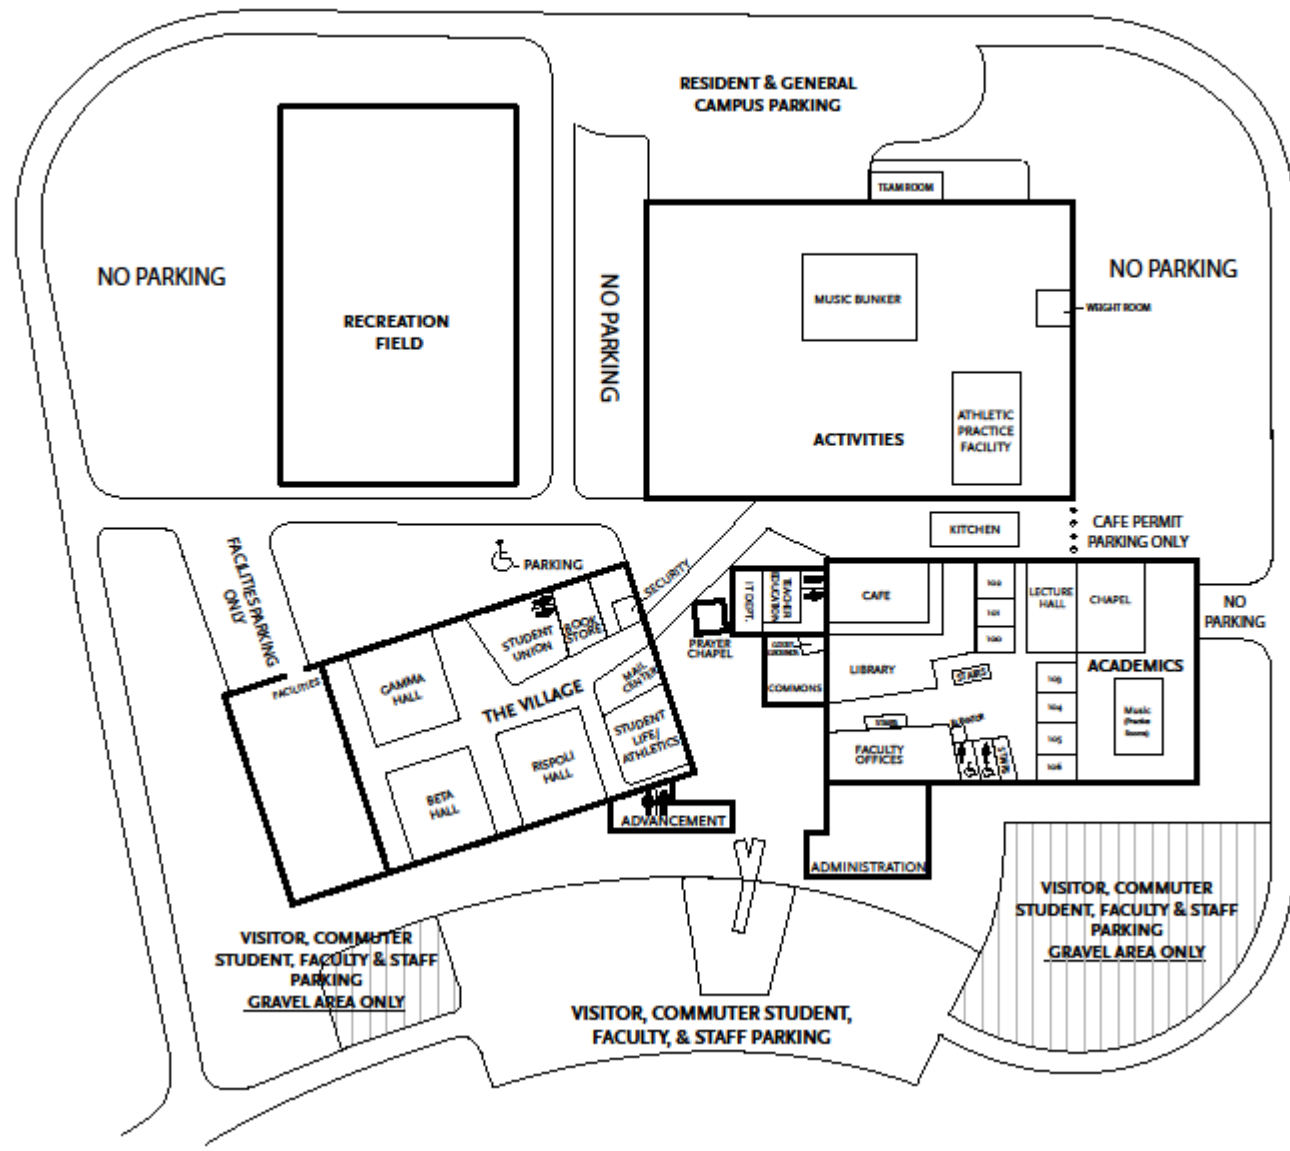 RESIDENT & GENERAL
CAMPUS PARKING
TEAM ROOM
NO PARKING
RECREATION
FIELD
NO PARKING
MUSIC BUNKER
NO PARKING
WEIGHT ROOM
ATHLETIC
PRACTICE
FACILITY
ACTIVITIES
KITCHEN
CAFE PERMIT
PARKING ONLY
FACILITIES PARKING
ONLY
PARKING
SECURITY
IT DEPT.
TEACHER
EDUCATION
CAFE
102
101
100
LECTURE
HALL
CHAPEL
NO
PARKING
PRAYER
CHAPEL
STUDENT
UNION
BOOK
STORE
FACILITIES
GAMMA
HALL
THE VILLAGE
MAIL
CENTER
COMMONS
LIBRARY
STAIRS
103
104
105
106
ACADEMICS
Music
(Practice
Rooms)
STUDENT
LIFE/
ATHLETICS
RISPOLI
HALL
BETA
HALL
STAIRS
ELEVATOR
FACULTY
OFFICES
STAIRS
ADVANCEMENT
ADMINISTRATION
VISITOR, COMMUTER
STUDENT, FACULTY & STAFF
PARKING
GRAVEL AREA ONLY
VISITOR, COMMUTER
STUDENT, FACULTY & STAFF
PARKING
GRAVEL AREA ONLY
VISITOR, COMMUTER STUDENT,
FACULTY, & STAFF PARKING